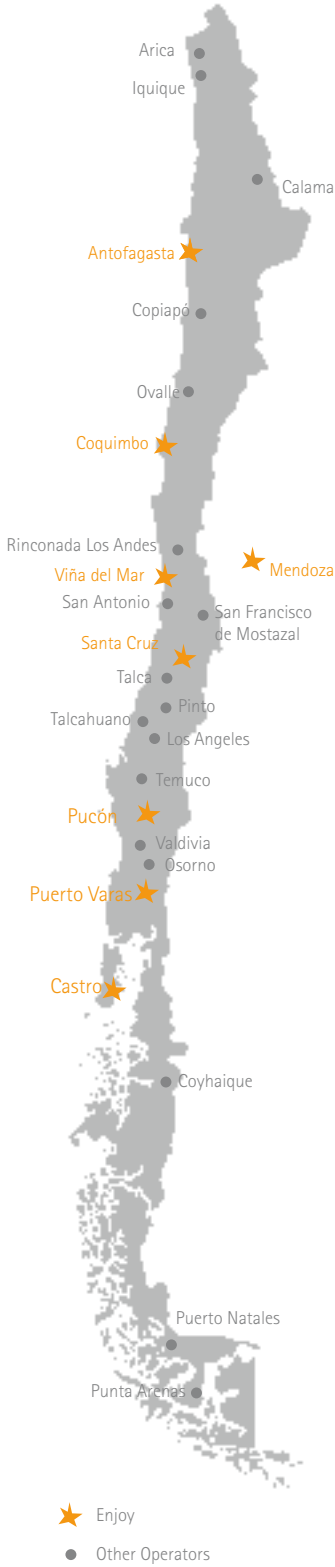 Arica
Iquique
Calama
Antofagasta
Copiapó
Ovalle
Coquimbo
Rinconada Los Andes
Mendoza
Viña del Mar
San Antonio
San Francisco
de Mostazal
Santa Cruz
Talca
Pinto
Talcahuano
Los Angeles
Temuco
Pucón
Valdivia
Osorno
Puerto Varas
Castro
Coyhaique
Puerto Natales
Punta Arenas
Enjoy
Other Operators